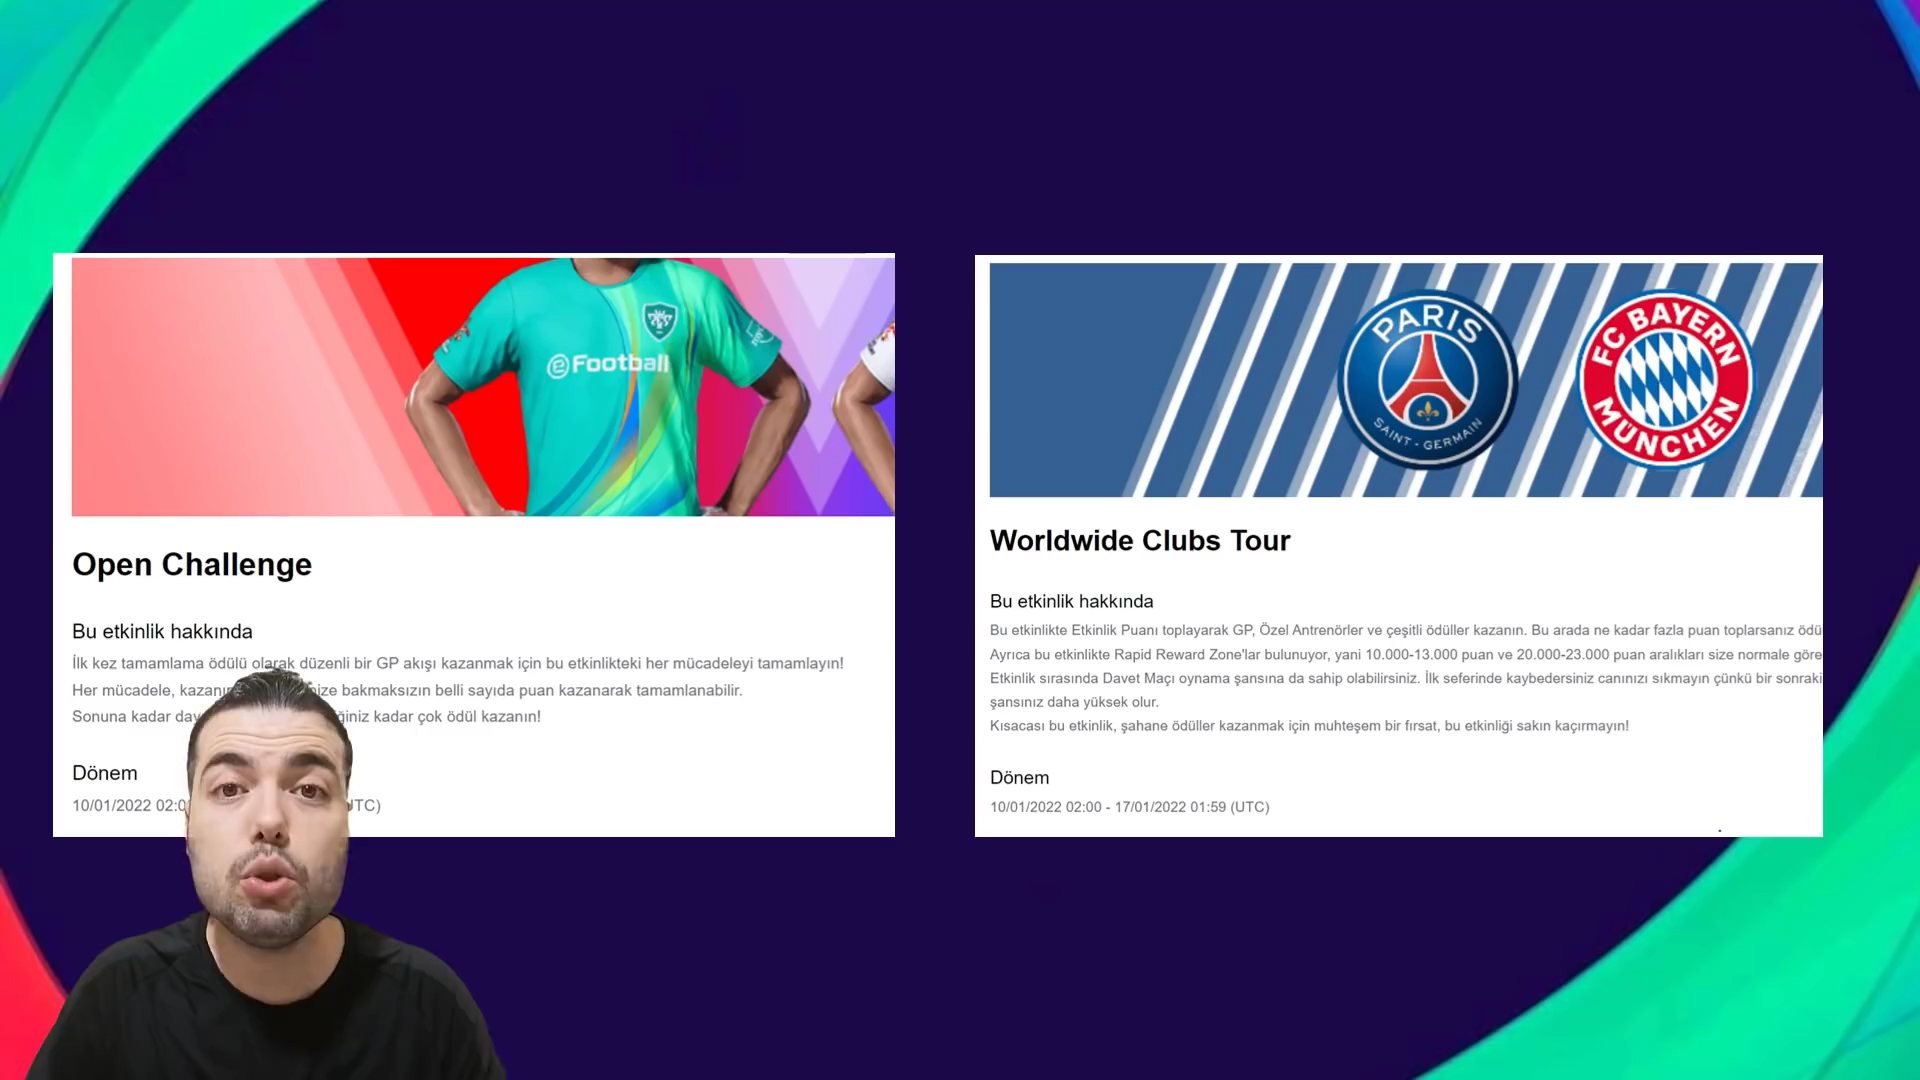 eFootball
Open Challenge
Bu etkinlik hakkında
İlk kez tamamlama ödülü olarak düzenli bir GP akışı kazanmak için bu etkinlikteki her mücadeleyi tamamlayın!
Her mücadele, bakmaksızın belli sayıda puan kazanarak tamamlanabilir.
Sonuna kadar kadar çok ödül kazanın!
Dönem
10/01/2022 UTC)
PARIS
SAINT - GERMAIN
FC BAYERN
MÜNCHEN
Worldwide Clubs Tour
Bu etkinlik hakkında
Bu etkinlikte Etkinlik Puanı toplayarak GP, Özel Antrenörler ve çeşitli ödüller kazanın. Bu arada ne kadar fazla puan toplarsanız ödü
Ayrıca bu etkinlikte Rapid Reward Zone'lar bulunuyor, yani 10.000-13.000 puan ve 20.000-23.000 puan aralıkları size normale göre
Etkinlik sırasında Davet Maçı oynama şansına da sahip olabilirsiniz. İlk seferinde kaybedersiniz canınızı sıkmayın çünkü bir sonraki
şansınız daha yüksek olur.
Kısacası bu etkinlik, şahane ödüller kazanmak için muhteşem bir fırsat, bu etkinliği sakın kaçırmayın!
Dönem
10/01/2022 02:00 - 17/01/2022 01:59 (UTC)